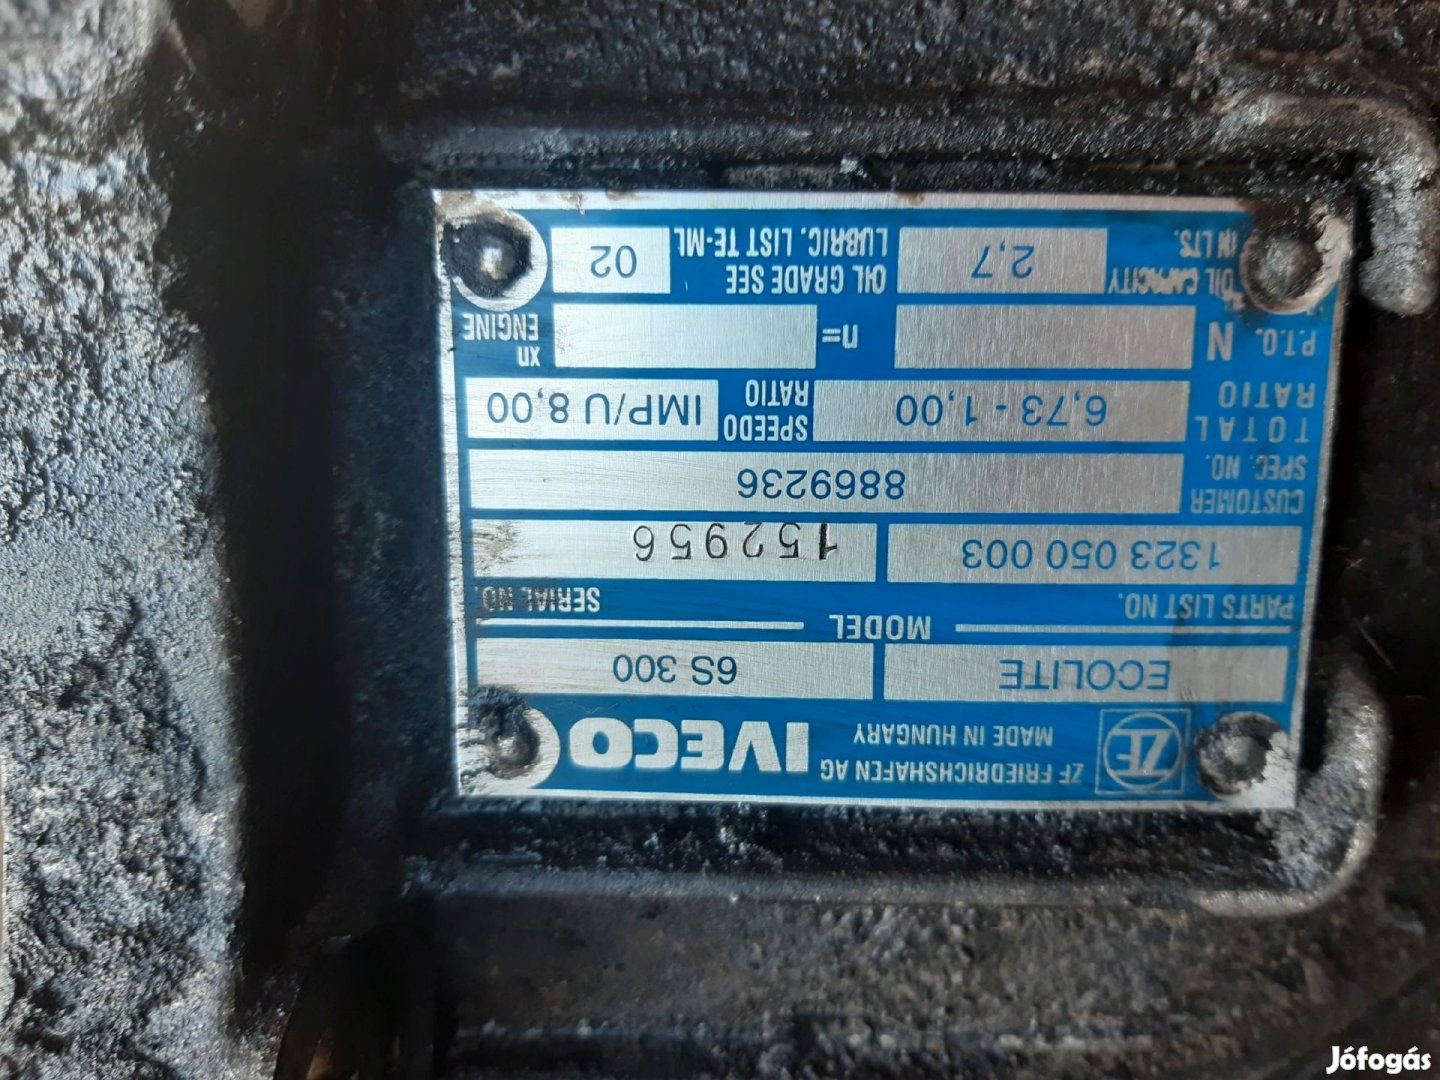 ZF FRIEDRICHSHAFEN AG
MADE IN HUNGARY
IVECO
ECOLITE 6S 300
MODEL
PARTS LIST NO. SERIAL NO.
1323 050 003 152956
CUSTOMER
SPEC. NO.
8869236
TOTAL
RATIO
6,73 - 1,00
SPEEDO
RATIO
IMP/U 8,00
P.T.O. N
n=
xn
ENGINE
OIL CAPACITY
IN LTS.
2,7
OIL GRADE SEE
LUBRIC. LIST TE-ML
02
Jófogás